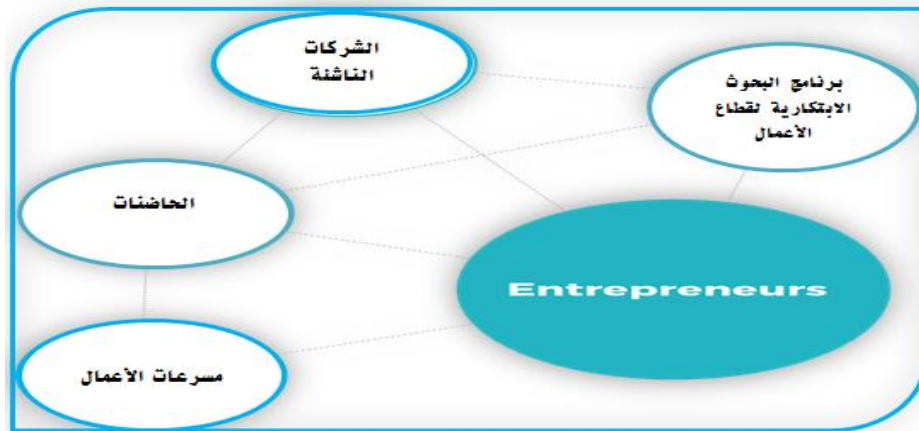 الشركات
الناشئة
برنامج البحوث
الابتكارية لقطاع
الأعمال
الحاضنات
Entrepreneurs
مسرعات الأعمال